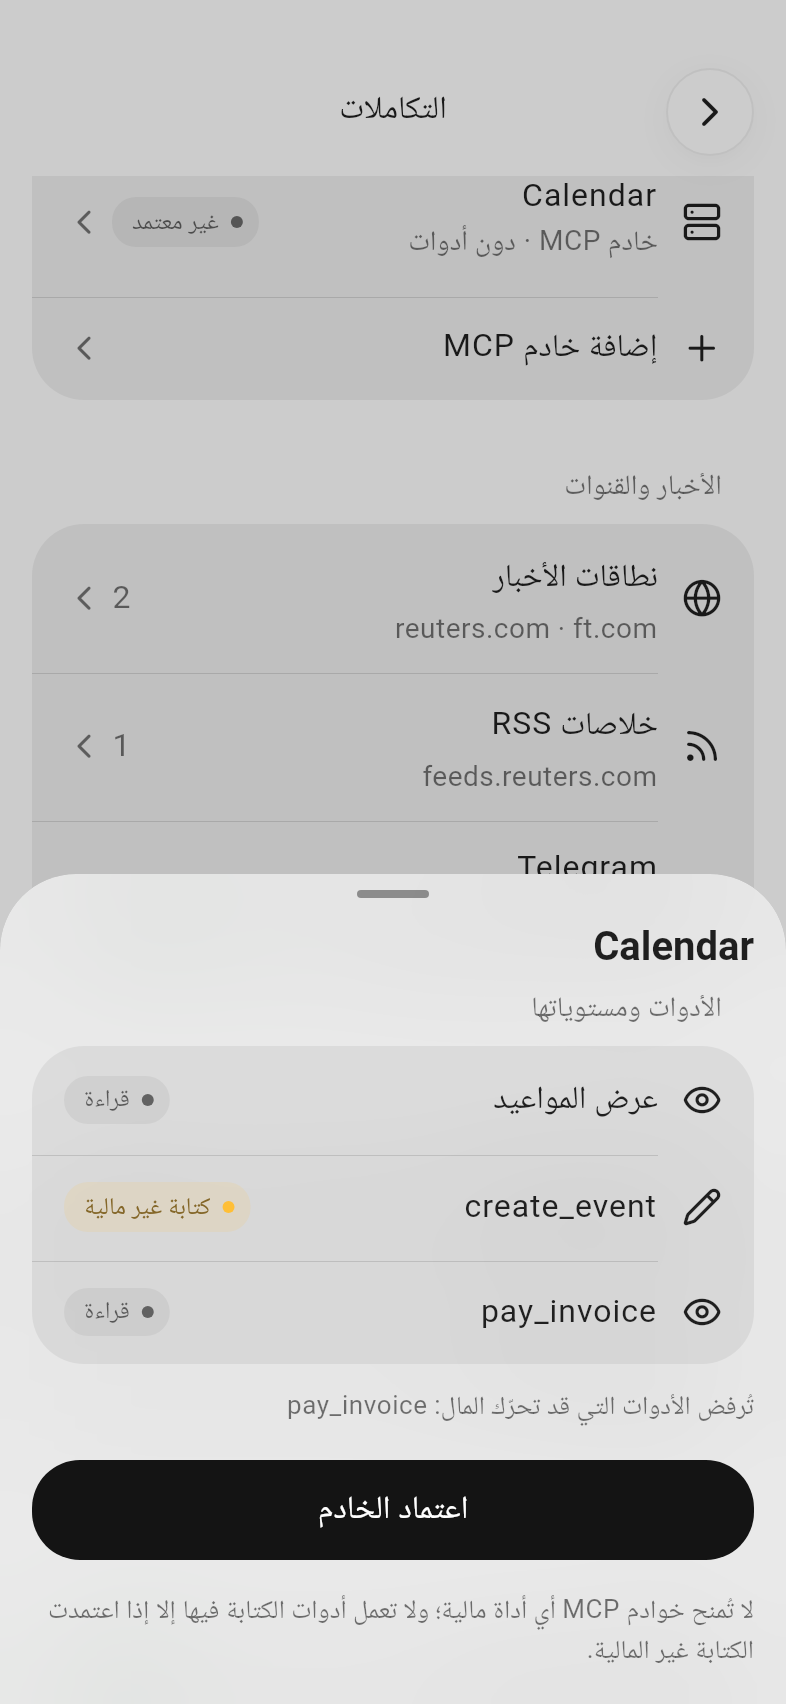 التكاملات
Calendar
خادم MCP · دون أدوات
غير معتمد
إضافة خادم MCP
الأخبار والقنوات
نطاقات الأخبار
reuters.com · ft.com
2
خلاصات RSS
feeds.reuters.com
1
Telegram
Calendar
الأدوات ومستوياتها
عرض المواعيد
قراءة
create_event
كتابة غير مالية
pay_invoice
قراءة
تُرفض الأدوات التي قد تحرّك المال: pay_invoice
اعتماد الخادم
لا تُمنح خوادم MCP أي أداة مالية؛ ولا تعمل أدوات الكتابة فيها إلا إذا اعتمدت
الكتابة غير المالية.